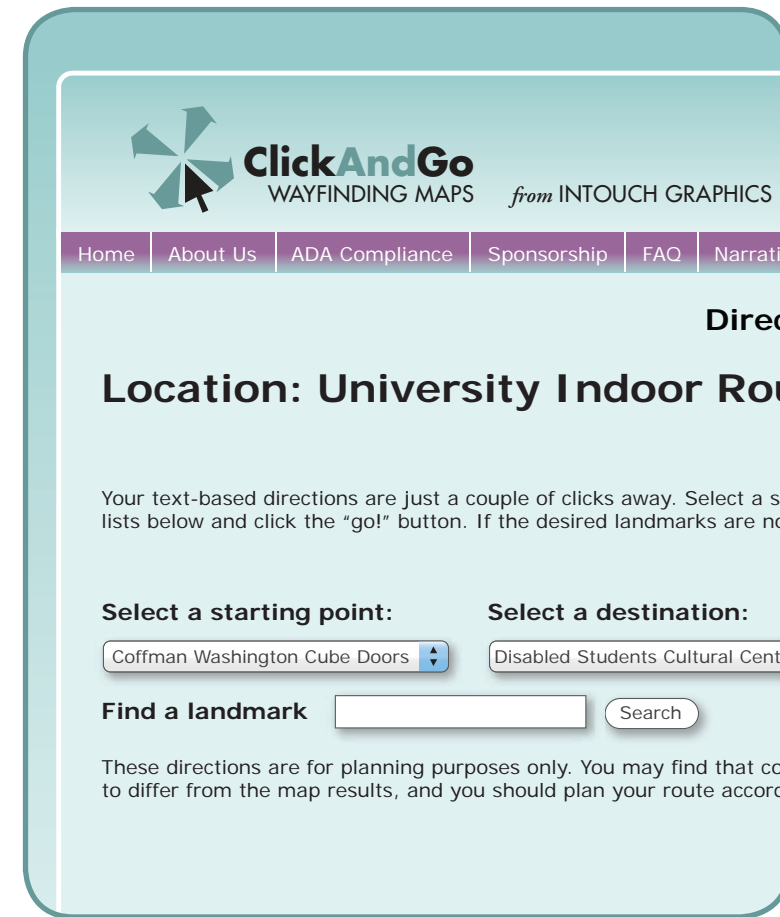 ClickAndGo
WAYFINDING MAPS from INTOUCH GRAPHICS
Home About Us ADA Compliance Sponsorship FAQ Narrati
Direc
Location: University Indoor Rou
Your text-based directions are just a couple of clicks away. Select a s
lists below and click the “go!” button. If the desired landmarks are no
Select a starting point: Select a destination:
Coffman Washington Cube Doors Disabled Students Cultural Cent
Find a landmark Search
These directions are for planning purposes only. You may find that co
to differ from the map results, and you should plan your route accord